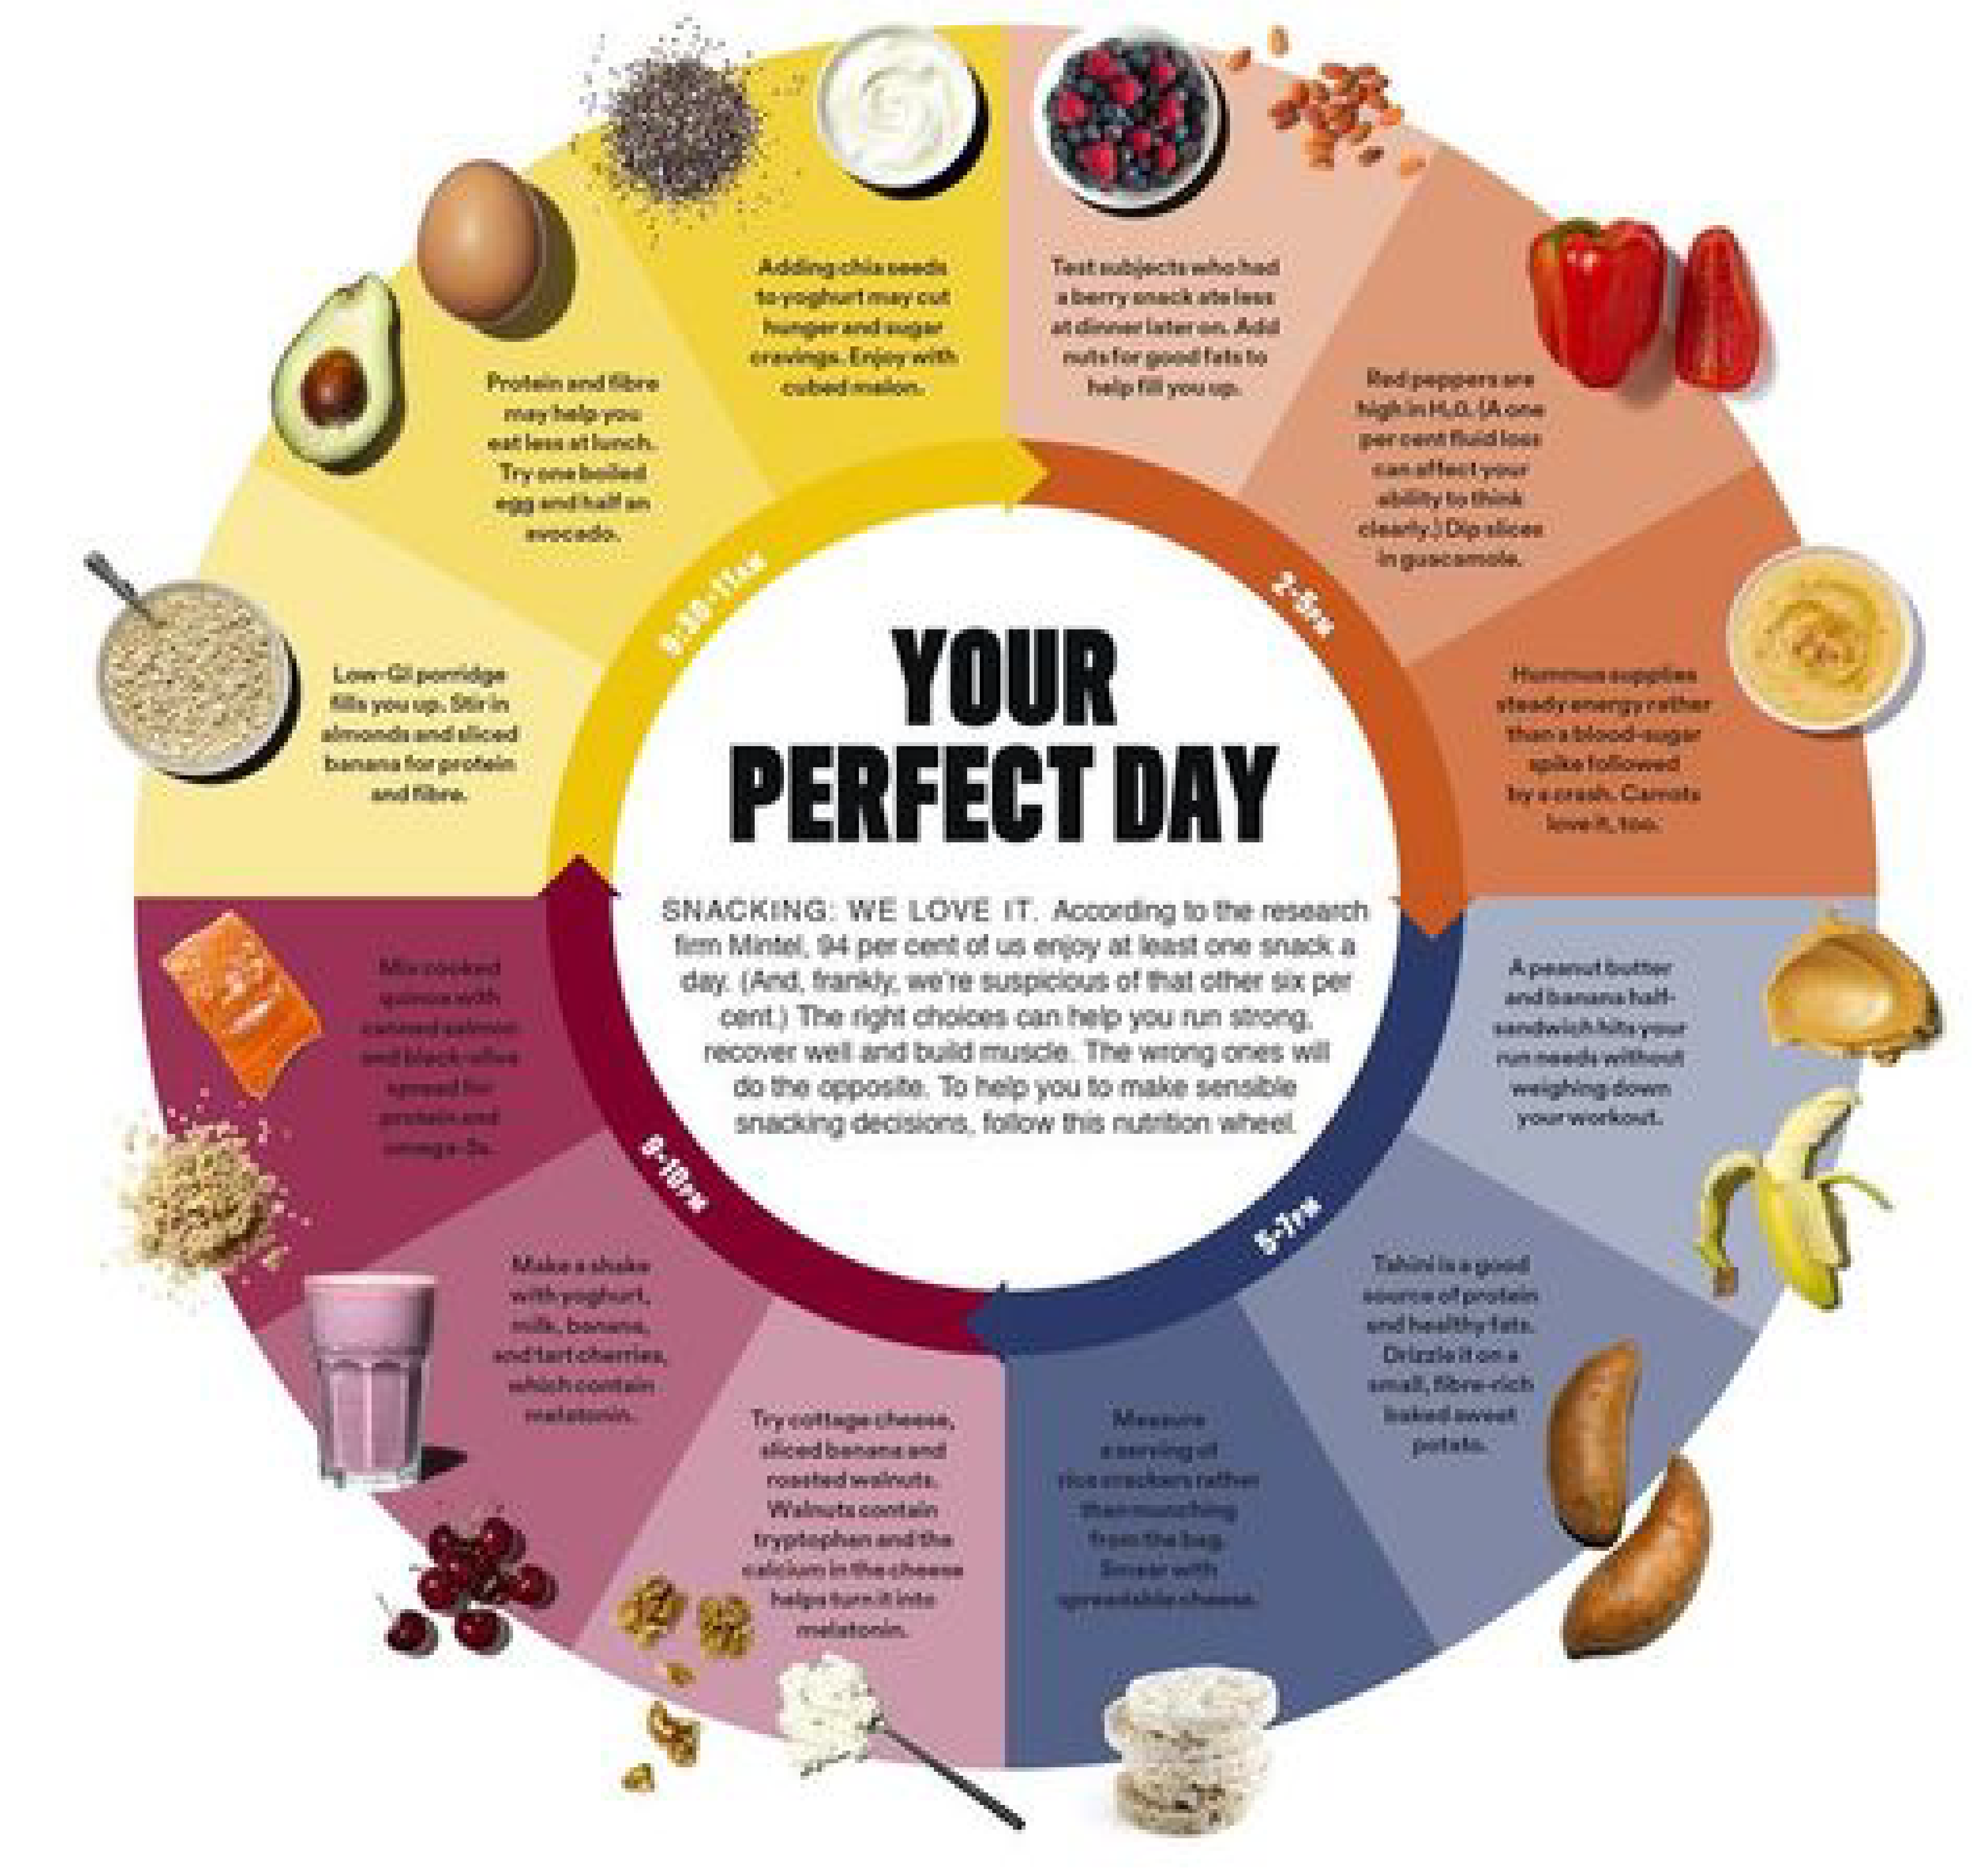 Adding chia seeds
to yoghurt may cut
hunger and sugar
cravings. Enjoy with
cubed melon.
Test subjects who had
a berry snack ate less
at dinner later on. Add
nuts for good fats to
help fill you up.
Red peppers are
high in H₂0. (A one
per cent fluid loss
can affect your
ability to think
clearly.) Dip slices
in guacamole.
Hummus supplies
steady energy rather
than a blood-sugar
spike followed
by a crash. Carrots
love it, too.
A peanut butter
and banana half-
sandwich hits your
run needs without
weighing down
your workout.
Tahini is a good
source of protein
and healthy fats.
Drizzle it on a
small, fibre-rich
baked sweet
potato.
Measure
a serving of
rice crackers rather
than munching
from the bag.
Smear with
spreadable cheese.
Try cottage cheese,
sliced banana and
roasted walnuts.
Walnuts contain
tryptophan and the
calcium in the cheese
helps turn it into
melatonin.
Make a shake
with yoghurt,
milk, banana,
and tart cherries,
which contain
melatonin.
Mix cooked
quinoa with
canned salmon
and black-olive
spread for
protein and
omega-3s.
Low-GI porridge
fills you up. Stir in
almonds and sliced
banana for protein
and fibre.
Protein and fibre
may help you
eat less at lunch.
Try one boiled
egg and half an
avocado.
9:30-11AM
2-5PM
5-7PM
9-10PM
YOUR
PERFECT DAY
SNACKING: WE LOVE IT. According to the research
firm Mintel, 94 per cent of us enjoy at least one snack a
day. (And, frankly, we're suspicious of that other six per
cent.) The right choices can help you run strong,
recover well and build muscle. The wrong ones will
do the opposite. To help you to make sensible
snacking decisions, follow this nutrition wheel.